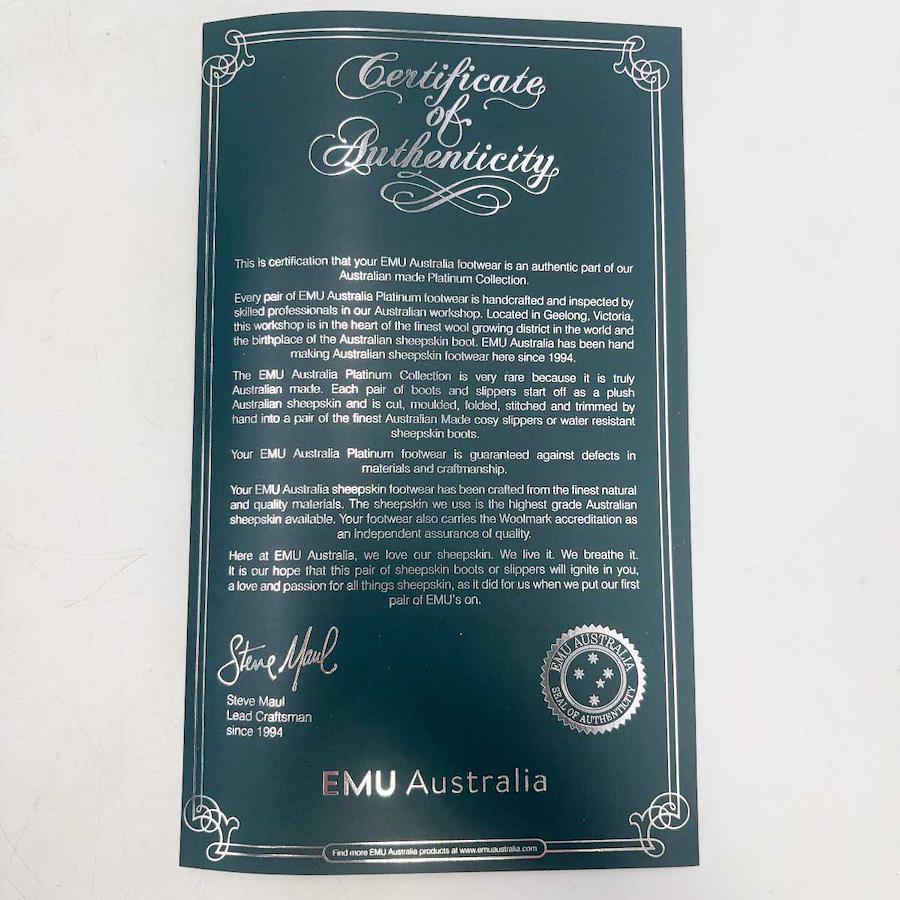 Certificate
of
Authenticity
This is certification that your EMU Australia footwear is an authentic part of our
Australian made Platinum Collection.
Every pair of EMU Australia Platinum footwear is handcrafted and inspected by
skilled professionals in our Australian workshop. Located in Geelong, Victoria,
this workshop is in the heart of the finest wool growing district in the world and
the birthplace of the Australian sheepskin boot. EMU Australia has been hand
making Australian sheepskin footwear here since 1994.
The EMU Australia Platinum Collection is very rare because it is truly
Australian made. Each pair of boots and slippers start off as a plush
Australian sheepskin and is cut, moulded, folded, stitched and trimmed by
hand into a pair of the finest Australian Made cosy slippers or water resistant
sheepskin boots.
Your EMU Australia Platinum footwear is guaranteed against defects in
materials and craftmanship.
Your EMU Australia sheepskin footwear has been crafted from the finest natural
and quality materials. The sheepskin we use is the highest grade Australian
sheepskin available. Your footwear also carries the Woolmark accreditation as
an independent assurance of quality.
Here at EMU Australia, we love our sheepskin. We live it. We breathe it.
It is our hope that this pair of sheepskin boots or slippers will ignite in you,
a love and passion for all things sheepskin, as it did for us when we put our first
pair of EMU's on.
Steve Maul
Steve Maul
Lead Craftsman
since 1994
EMU AUSTRALIA
SEAL OF AUTHENTICITY
EMU Australia
Find more EMU Australia products at www.emuaustralia.com